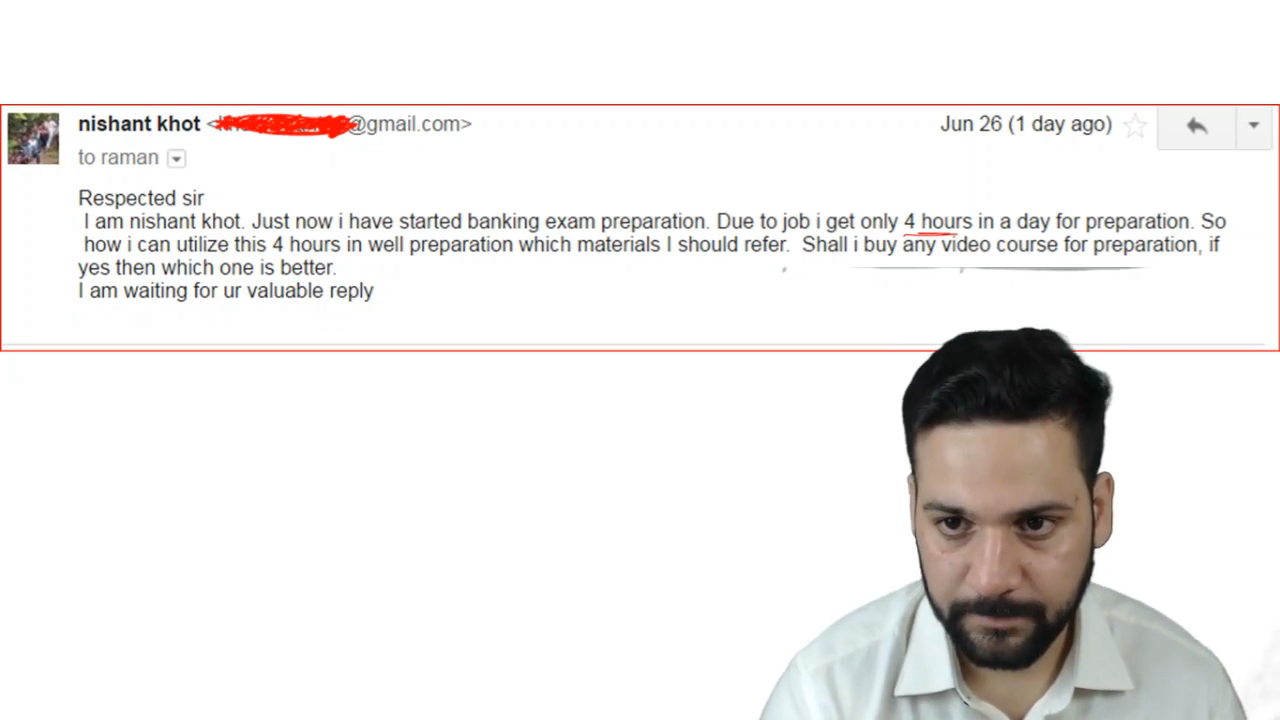 nishant khot < @gmail.com> Jun 26 (1 day ago)
to raman
Respected sir
I am nishant khot. Just now i have started banking exam preparation. Due to job i get only 4 hours in a day for preparation. So
how i can utilize this 4 hours in well preparation which materials I should refer. Shall i buy any video course for preparation, if
yes then which one is better.
I am waiting for ur valuable reply